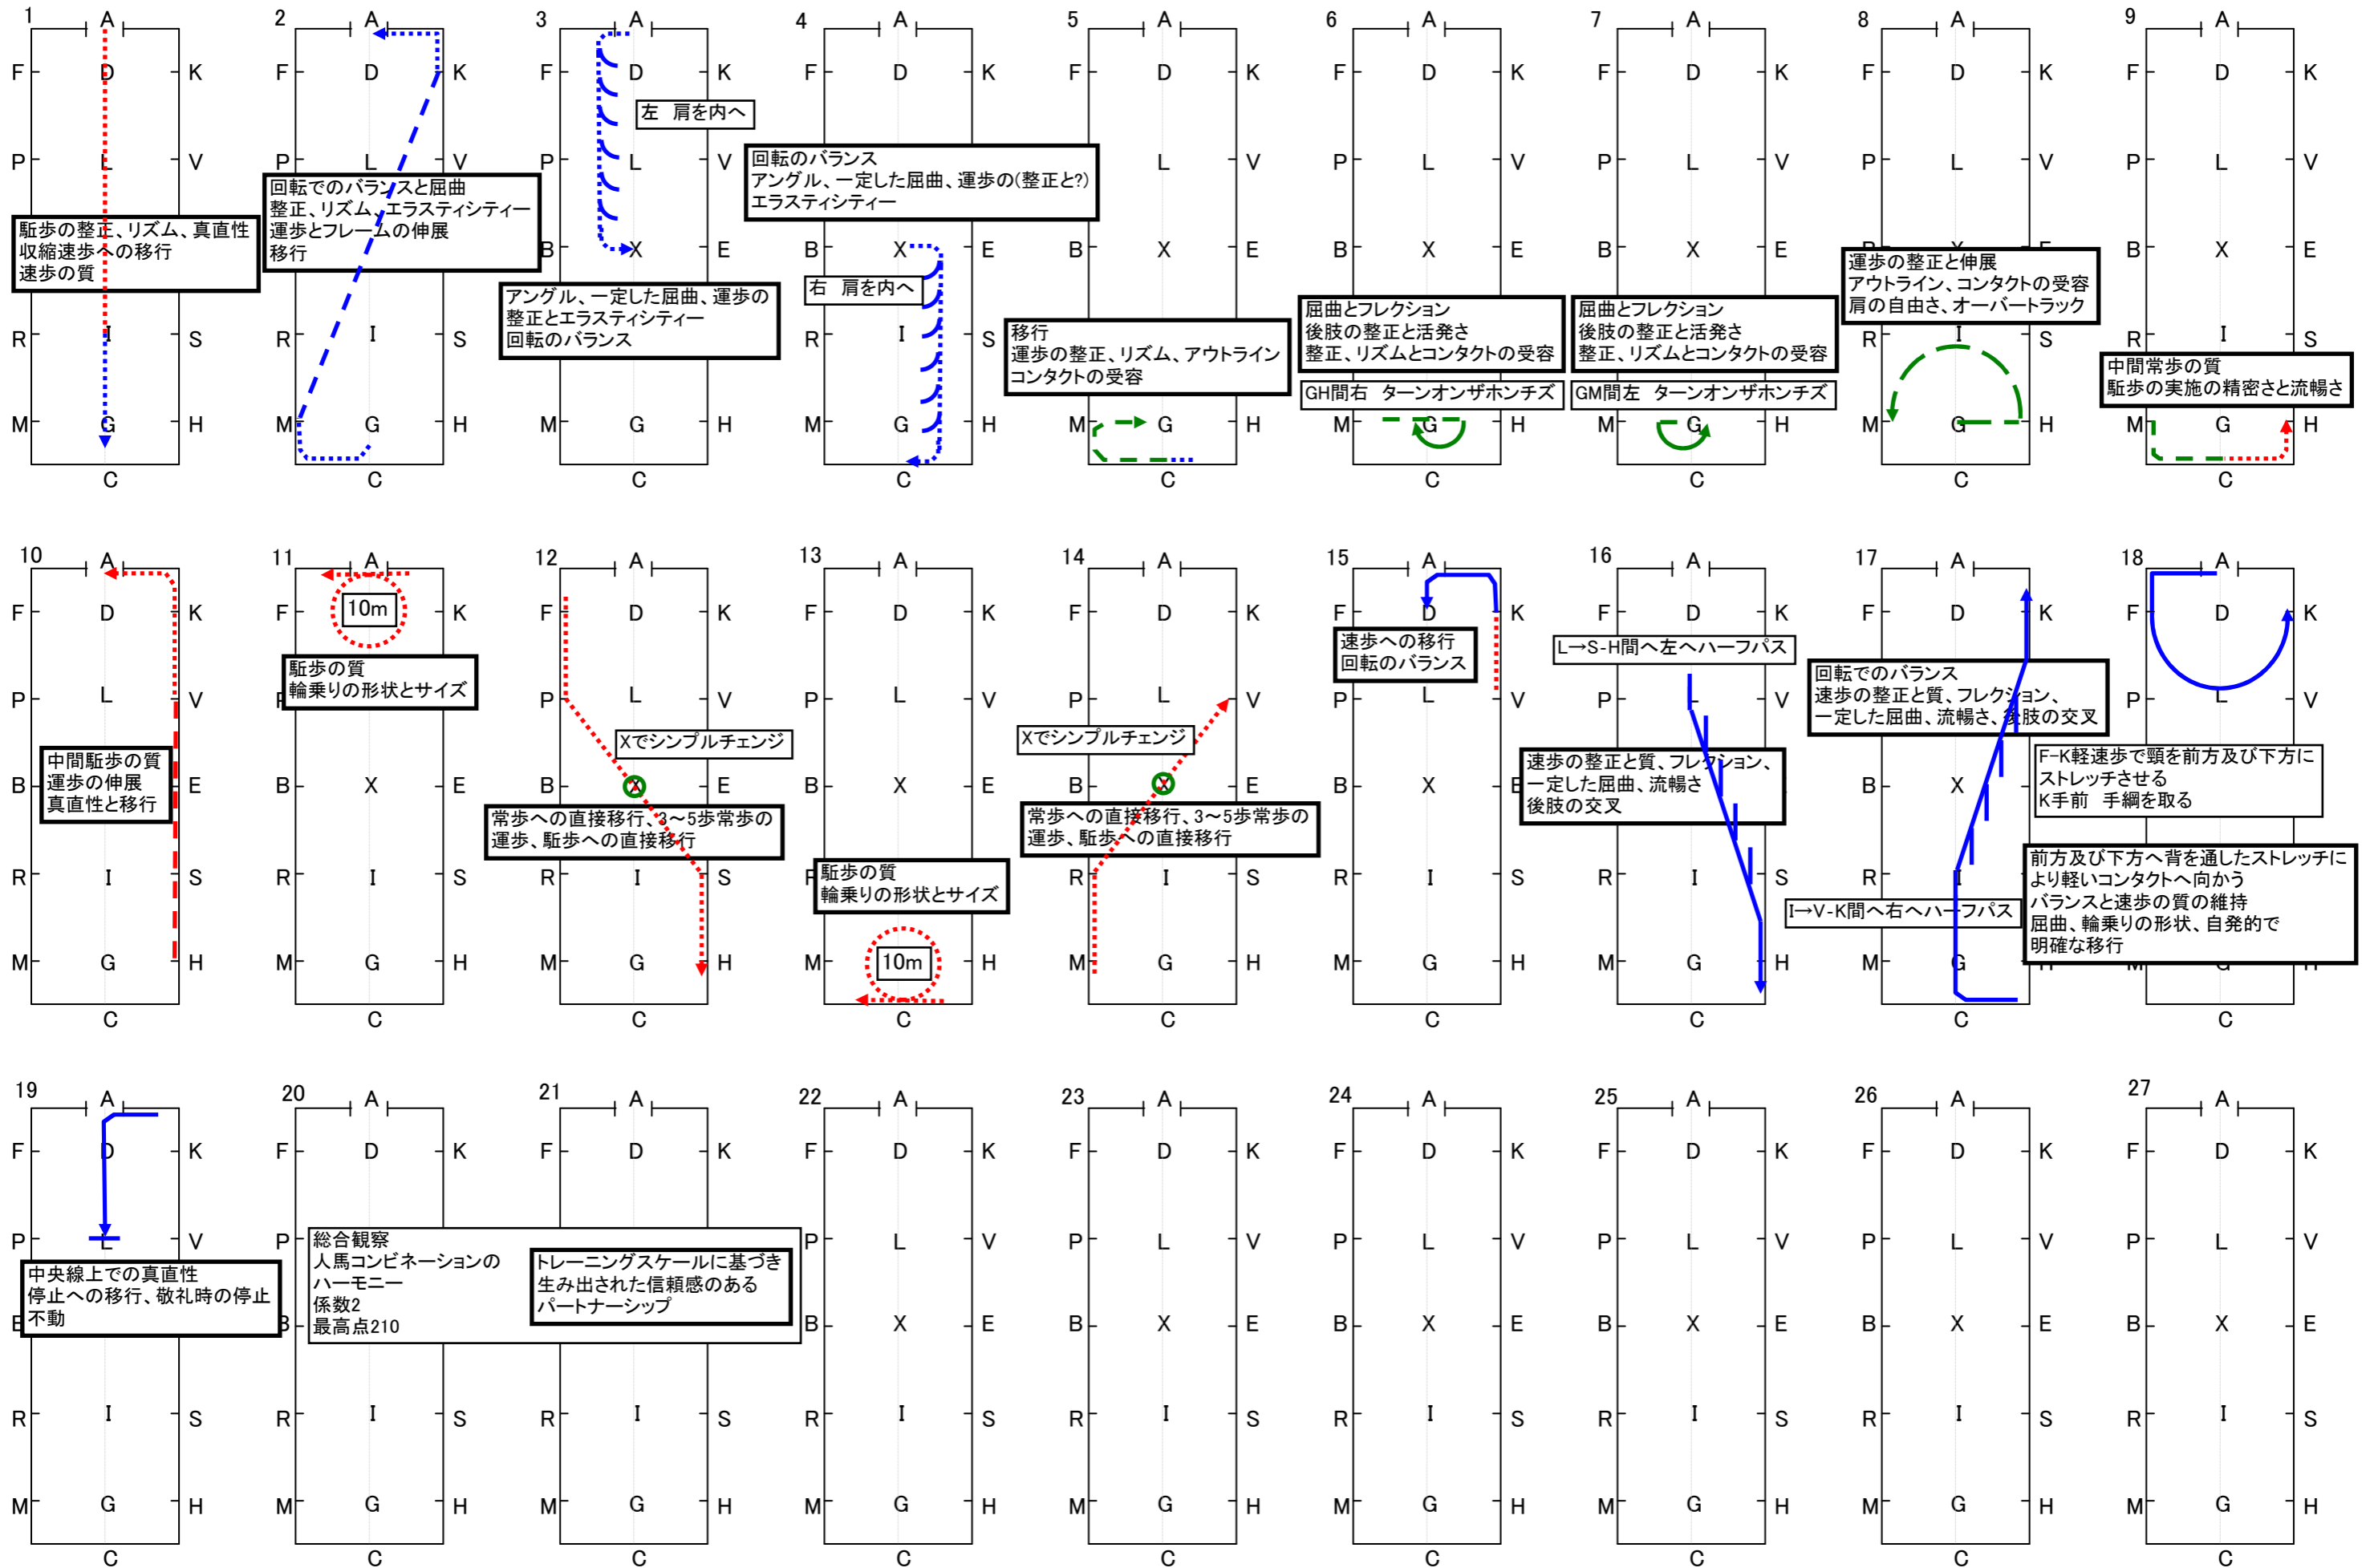 1
A
F D K
P L V
駈歩の整正、リズム、真直性
収縮速歩への移行
速歩の質
R I S
M G H
C
2
A
F D K
P L V
回転でのバランスと屈曲
整正、リズム、エラスティシティー
運歩とフレームの伸展
移行
R I S
M G H
C
3
A
F D K
左 肩を内へ
P L V
B X E
アングル、一定した屈曲、運歩の
整正とエラスティシティー
回転のバランス
M G H
C
4
A
F D K
回転のバランス
アングル、一定した屈曲、運歩の(整正と?)
エラスティシティー
B X E
右 肩を内へ
R I S
M G H
C
5
A
F D K
L V
B X E
移行
運歩の整正、リズム、アウトライン
コンタクトの受容
M G H
C
6
A
F D K
P L V
B X E
屈曲とフレクション
後肢の整正と活発さ
整正、リズムとコンタクトの受容
GH間右 ターンオンザホンチズ
M G H
C
7
A
F D K
P L V
B X E
屈曲とフレクション
後肢の整正と活発さ
整正、リズムとコンタクトの受容
GM間左 ターンオンザホンチズ
M G H
C
8
A
F D K
P L V
運歩の整正と伸展
アウトライン、コンタクトの受容
肩の自由さ、オーバートラック
R I S
M G H
C
9
A
F D K
P L V
B X E
R I S
中間常歩の質
駈歩の実施の精密さと流暢さ
M G H
C
10
A
F D K
P L V
中間駈歩の質
運歩の伸展
真直性と移行
B X E
R I S
M G H
C
11
A
F K
10m
駈歩の質
輪乗りの形状とサイズ
B X E
R I S
M G H
C
12
A
F D K
P L V
Xでシンプルチェンジ
B X E
常歩への直接移行、3～5歩常歩の
運歩、駈歩への直接移行
R I S
M G H
C
13
A
F D K
P L V
B X E
駈歩の質
輪乗りの形状とサイズ
R I S
10m
M H
C
14
A
F D K
P L V
Xでシンプルチェンジ
B X E
常歩への直接移行、3～5歩常歩の
運歩、駈歩への直接移行
R I S
M G H
C
15
A
F D K
速歩への移行
回転のバランス
P L V
B X E
R I S
M G H
C
16
A
F D K
L→S-H間へ左へハーフパス
P L V
速歩の整正と質、フレクション、
一定した屈曲、流暢さ
後肢の交叉
R I S
M G H
C
17
A
F D K
回転でのバランス
速歩の整正と質、フレクション、
一定した屈曲、流暢さ、後肢の交叉
B X
R I
I→V-K間へ右へハーフパス
M G H
C
18
A
F D K
P L V
F-K軽速歩で頸を前方及び下方に
ストレッチさせる
K手前 手綱を取る
前方及び下方へ背を通したストレッチに
より軽いコンタクトへ向かう
バランスと速歩の質の維持
屈曲、輪乗りの形状、自発的で
明確な移行
M G H
C
19
A
F D K
P L V
中央線上での真直性
停止への移行、敬礼時の停止
不動
R I S
M G H
C
20
A
F D K
P
総合観察
人馬コンビネーションの
ハーモニー
係数2
最高点210
B
R I S
M G H
C
21
A
F D K
トレーニングスケールに基づき
生み出された信頼感のある
パートナーシップ
R I S
M G H
C
22
A
F D K
P L V
B X E
R I S
M G H
C
23
A
F D K
P L V
B X E
R I S
M G H
C
24
A
F D K
P L V
B X E
R I S
M G H
C
25
A
F D K
P L V
B X E
R I S
M G H
C
26
A
F D K
P L V
B X E
R I S
M G H
C
27
A
F D K
P L V
B X E
R I S
M G H
C